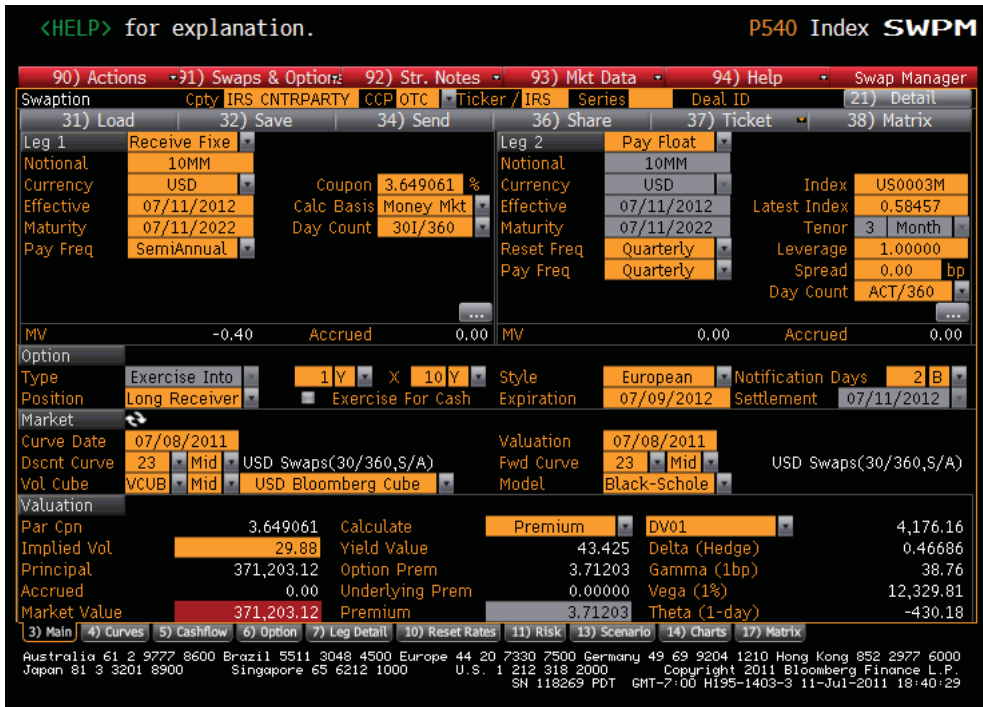 <HELP> for explanation. P540 Index SWPM
90) Actions 91) Swaps & Options 92) Str. Notes 93) Mkt Data 94) Help Swap Manager
Swaption Cpty IRS CNTRPARTY CCP OTC Ticker / IRS Series Deal ID 21) Detail
31) Load 32) Save 34) Send 36) Share 37) Ticket 38) Matrix
Leg 1 Receive Fixe Leg 2 Pay Float
Notional 10MM Notional 10MM
Currency USD Coupon 3.649061 % Currency USD Index US0003M
Effective 07/11/2012 Calc Basis Money Mkt Effective 07/11/2012 Latest Index 0.58457
Maturity 07/11/2022 Day Count 30I/360 Maturity 07/11/2022 Tenor 3 Month
Pay Freq SemiAnnual Reset Freq Quarterly Leverage 1.00000
Pay Freq Quarterly Spread 0.00 bp
Day Count ACT/360
... ...
MV -0.40 Accrued 0.00 MV 0.00 Accrued 0.00
Option
Type Exercise Into 1 Y X 10 Y Style European Notification Days 2 B
Position Long Receiver Exercise For Cash Expiration 07/09/2012 Settlement 07/11/2012
Market
Curve Date 07/08/2011 Valuation 07/08/2011
Dscnt Curve 23 Mid USD Swaps(30/360,S/A) Fwd Curve 23 Mid USD Swaps(30/360,S/A)
Vol Cube VCUB Mid USD Bloomberg Cube Model Black-Schole
Valuation
Par Cpn 3.649061 Calculate Premium DV01 4,176.16
Implied Vol 29.88 Yield Value 43.425 Delta (Hedge) 0.46686
Principal 371,203.12 Option Prem 3.71203 Gamma (1bp) 38.76
Accrued 0.00 Underlying Prem 0.00000 Vega (1%) 12,329.81
Market Value 371,203.12 Premium 3.71203 Theta (1-day) -430.18
3) Main 4) Curves 5) Cashflow 6) Option 7) Leg Detail 10) Reset Rates 11) Risk 13) Scenario 14) Charts 17) Matrix
Australia 61 2 9777 8600 Brazil 5511 3048 4500 Europe 44 20 7330 7500 Germany 49 69 9204 1210 Hong Kong 852 2977 6000
Japan 81 3 3201 8900 Singapore 65 6212 1000 U.S. 1 212 318 2000 Copyright 2011 Bloomberg Finance L.P.
SN 118269 PDT GMT-7:00 H195-1403-3 11-Jul-2011 18:40:29